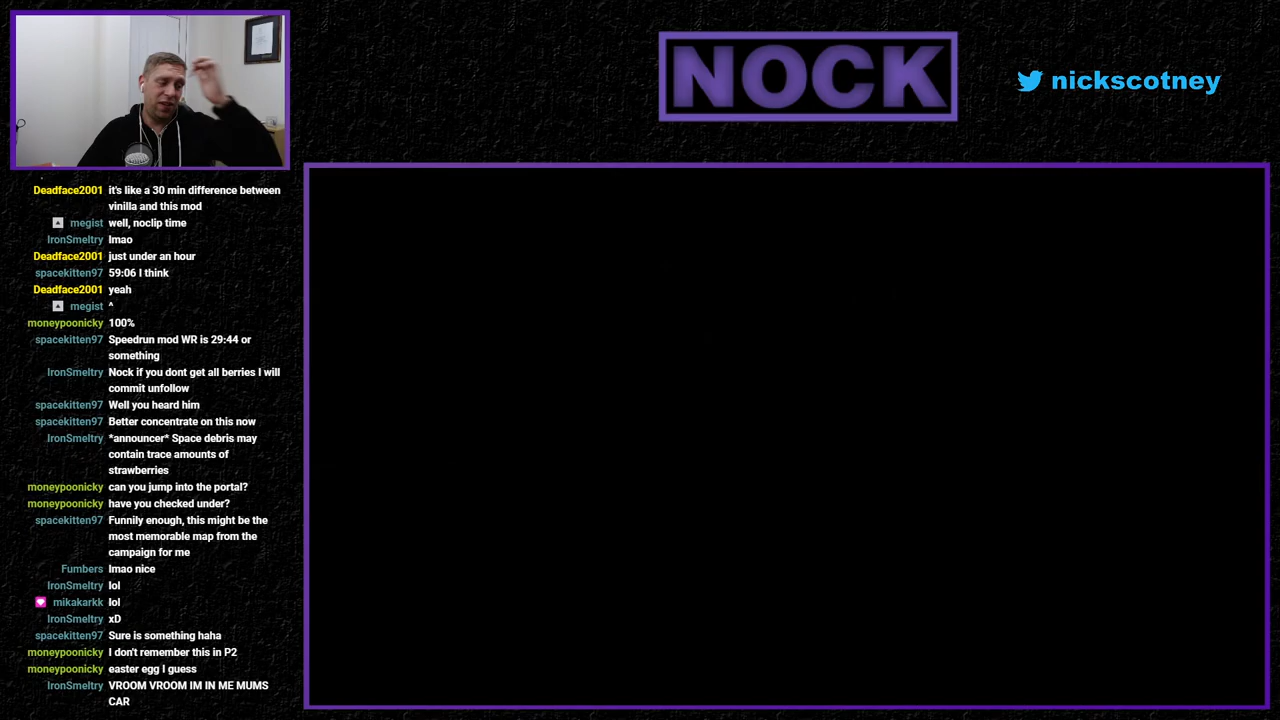 NOCK
nickscotney
Deadface2001 it's like a 30 min difference between
vinilla and this mod
megist well, noclip time
IronSmeltry lmao
Deadface2001 just under an hour
spacekitten97 59:06 I think
Deadface2001 yeah
megist ^
moneypoonicky 100%
spacekitten97 Speedrun mod WR is 29:44 or
something
IronSmeltry Nock if you dont get all berries I will
commit unfollow
spacekitten97 Well you heard him
spacekitten97 Better concentrate on this now
IronSmeltry *announcer* Space debris may
contain trace amounts of
strawberries
moneypoonicky can you jump into the portal?
moneypoonicky have you checked under?
spacekitten97 Funnily enough, this might be the
most memorable map from the
campaign for me
Fumbers lmao nice
IronSmeltry lol
mikakarkk lol
IronSmeltry xD
spacekitten97 Sure is something haha
moneypoonicky I don't remember this in P2
moneypoonicky easter egg I guess
IronSmeltry VROOM VROOM IM IN ME MUMS
CAR